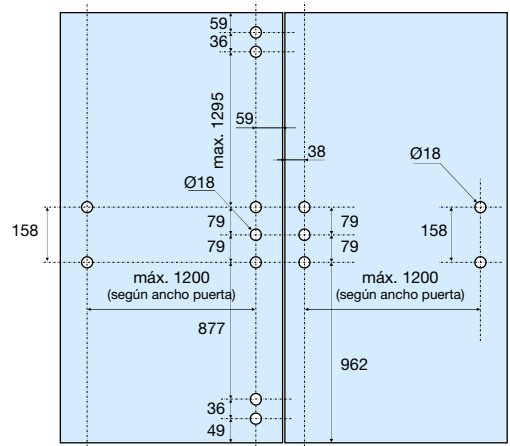 59
36
max. 1295
59
38
Ø18
Ø18
158
79
79
158
79
79
máx. 1200
(según ancho puerta)
máx. 1200
(según ancho puerta)
877
962
36
49